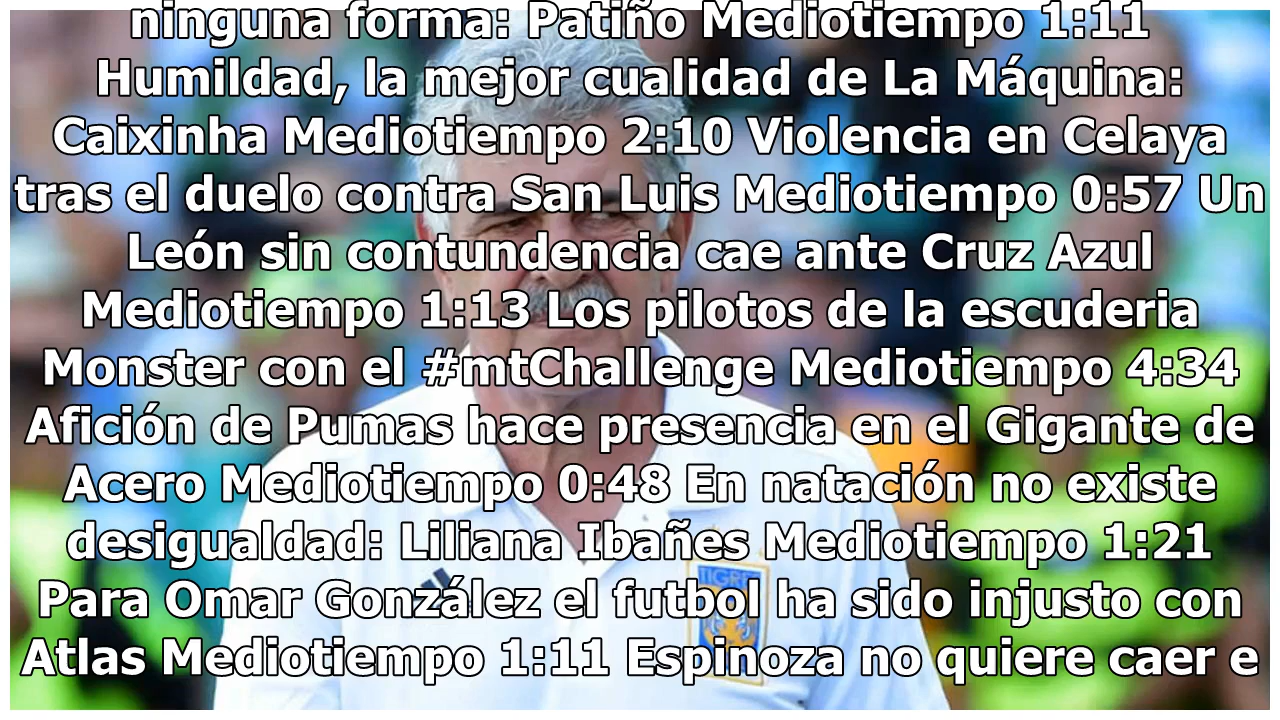 ninguna forma: Patiño Mediotiempo 1:11
Humildad, la mejor cualidad de La Máquina:
Caixinha Mediotiempo 2:10 Violencia en Celaya
tras el duelo contra San Luis Mediotiempo 0:57 Un
León sin contundencia cae ante Cruz Azul
Mediotiempo 1:13 Los pilotos de la escuderia
Monster con el #mtChallenge Mediotiempo 4:34
Afición de Pumas hace presencia en el Gigante de
Acero Mediotiempo 0:48 En natación no existe
desigualdad: Liliana Ibañes Mediotiempo 1:21
Para Omar González el futbol ha sido injusto con
TIGRES
Atlas Mediotiempo 1:11 Espinoza no quiere caer e